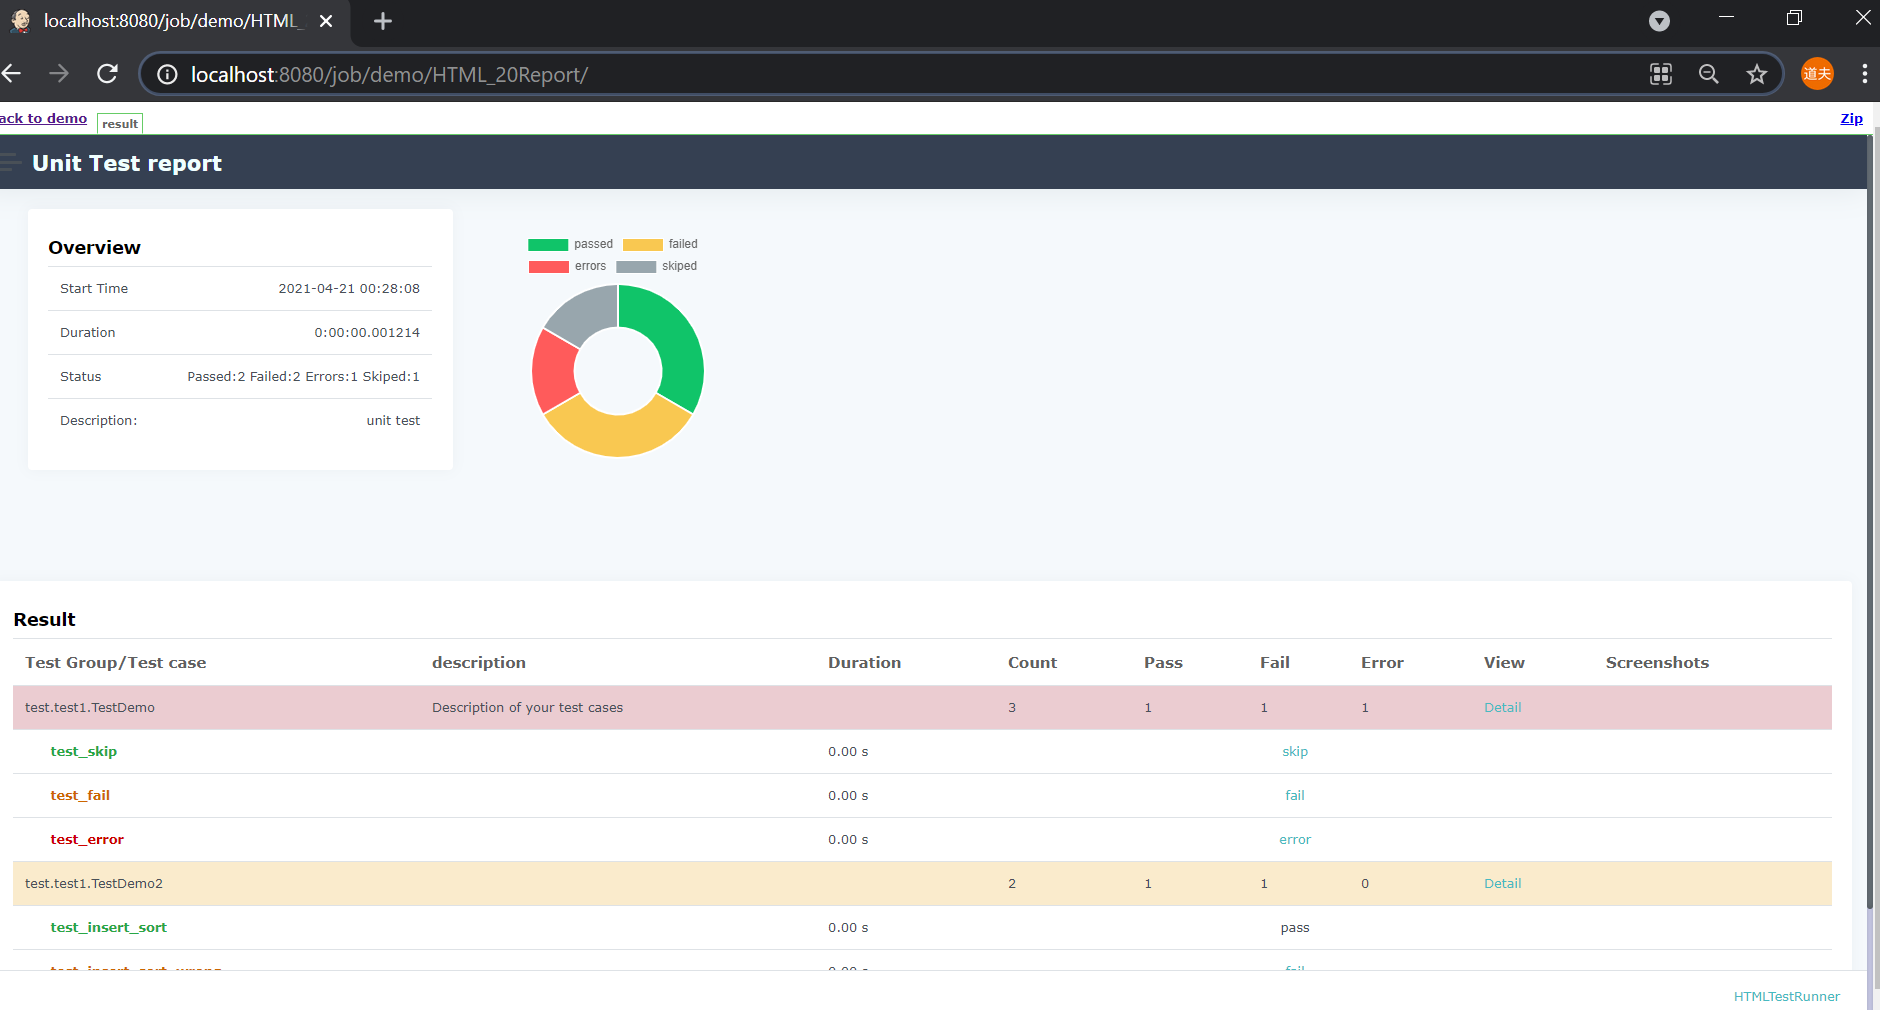 localhost:8080/job/demo/HTML_
localhost:8080/job/demo/HTML_20Report/
道夫
ack to demo result Zip
Unit Test report
Overview
Start Time 2021-04-21 00:28:08
Duration 0:00:00.001214
Status Passed:2 Failed:2 Errors:1 Skiped:1
Description: unit test
passed failed
errors skiped
Result
Test Group/Test case description Duration Count Pass Fail Error View Screenshots
test.test1.TestDemo Description of your test cases 3 1 1 1 Detail
test_skip 0.00 s skip
test_fail 0.00 s fail
test_error 0.00 s error
test.test1.TestDemo2 2 1 1 0 Detail
test_insert_sort 0.00 s pass
test_insert_sort_wrong 0.00 s fail
HTMLTestRunner